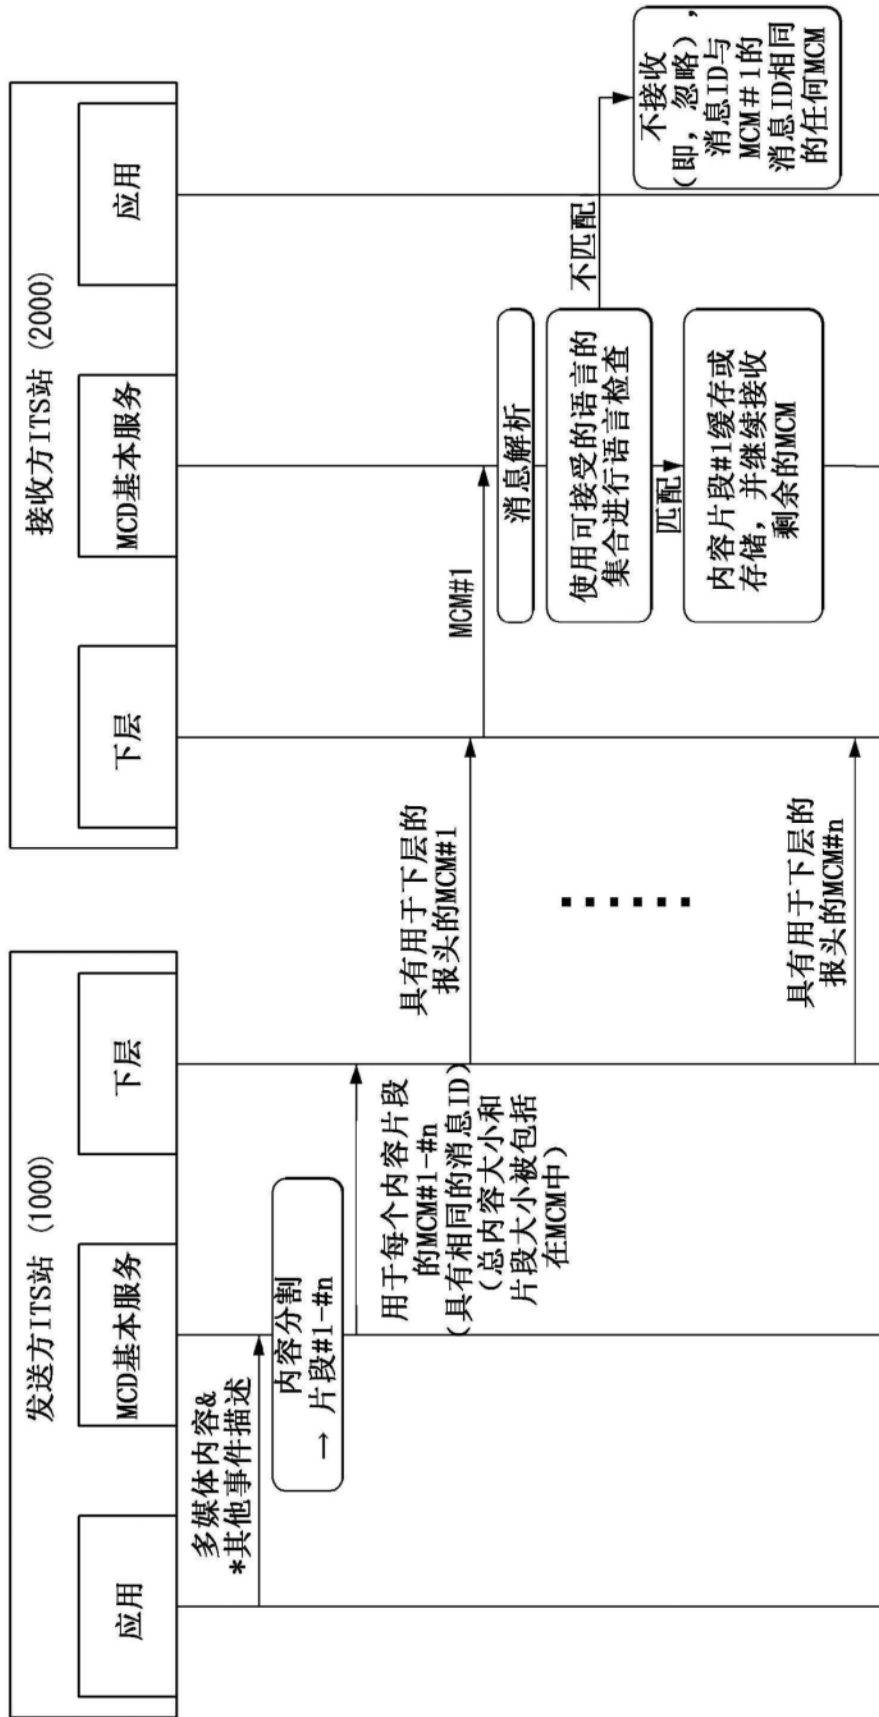 发送方ITS站 (1000)
应用
MCD基本服务
下层
接收方ITS站 (2000)
下层
MCD基本服务
应用
多媒体内容&
*其他事件描述
内容分割
→ 片段#1-#n
用于每个内容片段
的MCM#1-#n
(具有相同的消息ID)
(总内容大小和
片段大小被包括
在MCM中)
具有用于下层的
报头的MCM#1
MCM#1
消息解析
使用可接受的语言的
集合进行语言检查
不匹配
不接收
(即，忽略)，
消息ID与
MCM#1的
消息ID相同
的任何MCM
匹配
内容片段#1缓存或
存储，并继续接收
剩余的MCM
······
具有用于下层的
报头的MCM#n